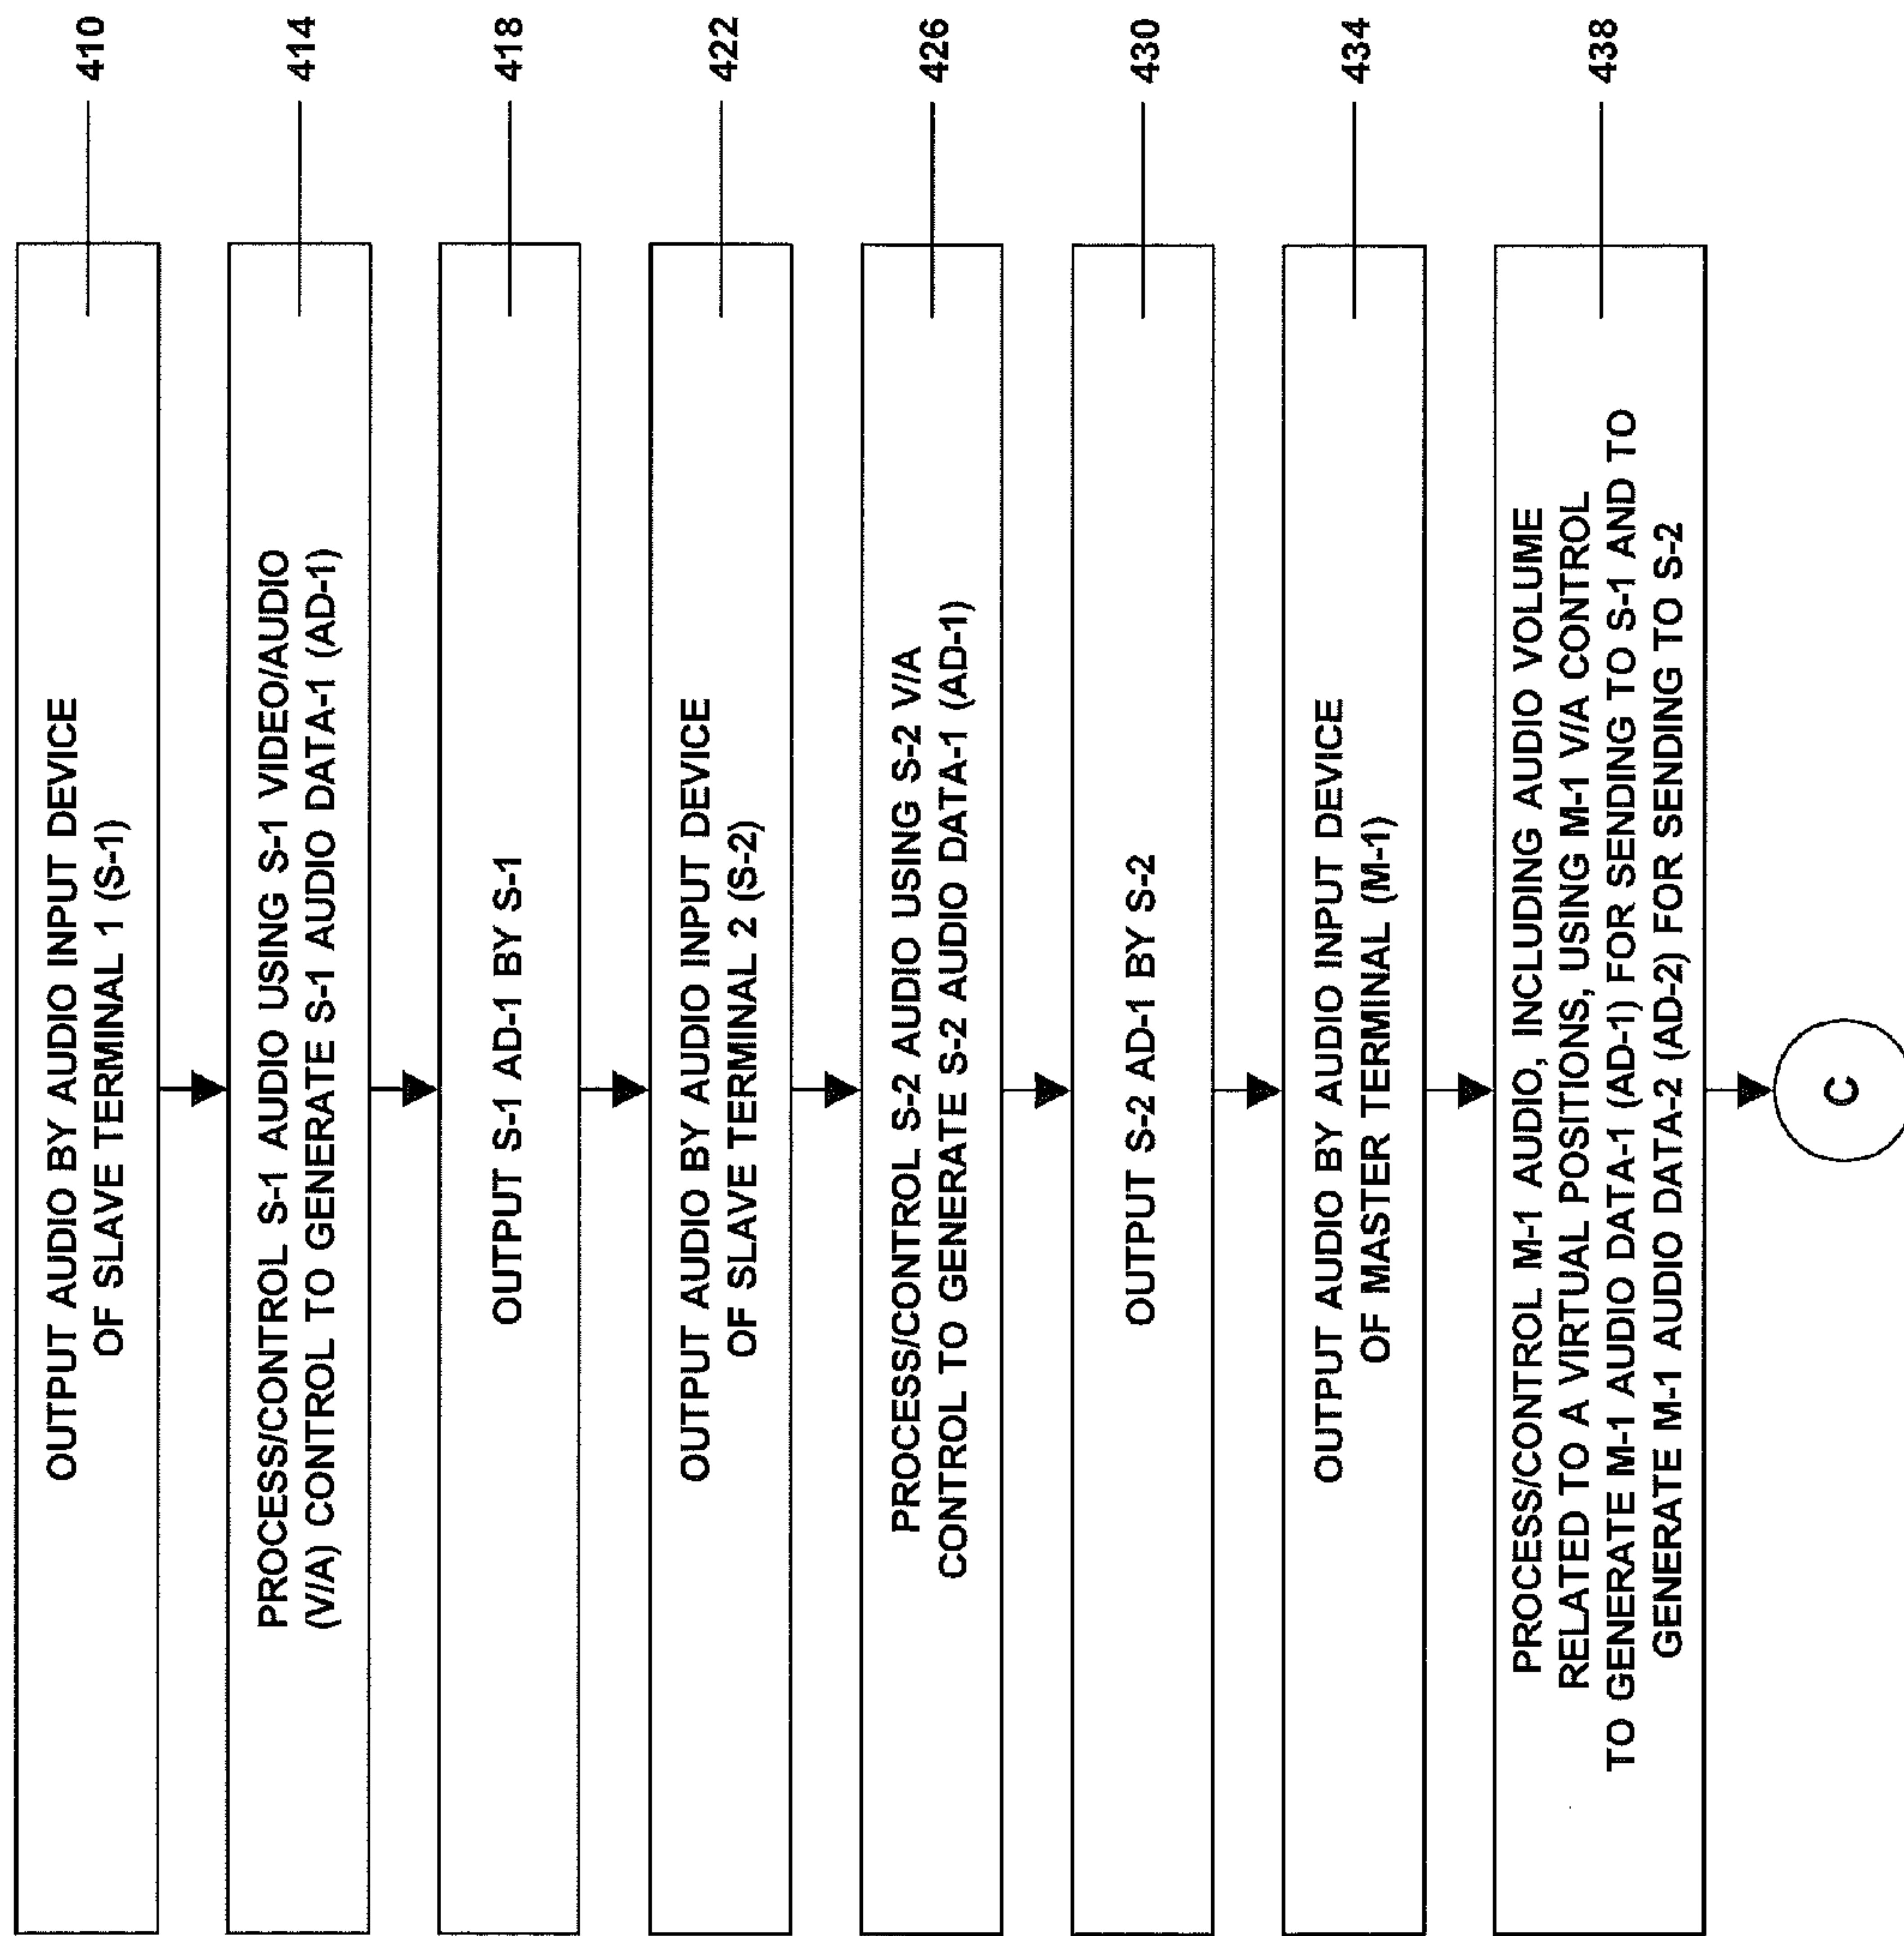 OUTPUT AUDIO BY AUDIO INPUT DEVICE
OF SLAVE TERMINAL 1 (S-1)
410
PROCESS/CONTROL S-1 AUDIO USING S-1 VIDEO/AUDIO
(V/A) CONTROL TO GENERATE S-1 AUDIO DATA-1 (AD-1)
414
OUTPUT S-1 AD-1 BY S-1
418
OUTPUT AUDIO BY AUDIO INPUT DEVICE
OF SLAVE TERMINAL 2 (S-2)
422
PROCESS/CONTROL S-2 AUDIO USING S-2 V/A
CONTROL TO GENERATE S-2 AUDIO DATA-1 (AD-1)
426
OUTPUT S-2 AD-1 BY S-2
430
OUTPUT AUDIO BY AUDIO INPUT DEVICE
OF MASTER TERMINAL (M-1)
434
PROCESS/CONTROL M-1 AUDIO, INCLUDING AUDIO VOLUME
RELATED TO A VIRTUAL POSITIONS, USING M-1 V/A CONTROL
TO GENERATE M-1 AUDIO DATA-1 (AD-1) FOR SENDING TO S-1 AND TO
GENERATE M-1 AUDIO DATA-2 (AD-2) FOR SENDING TO S-2
438
C